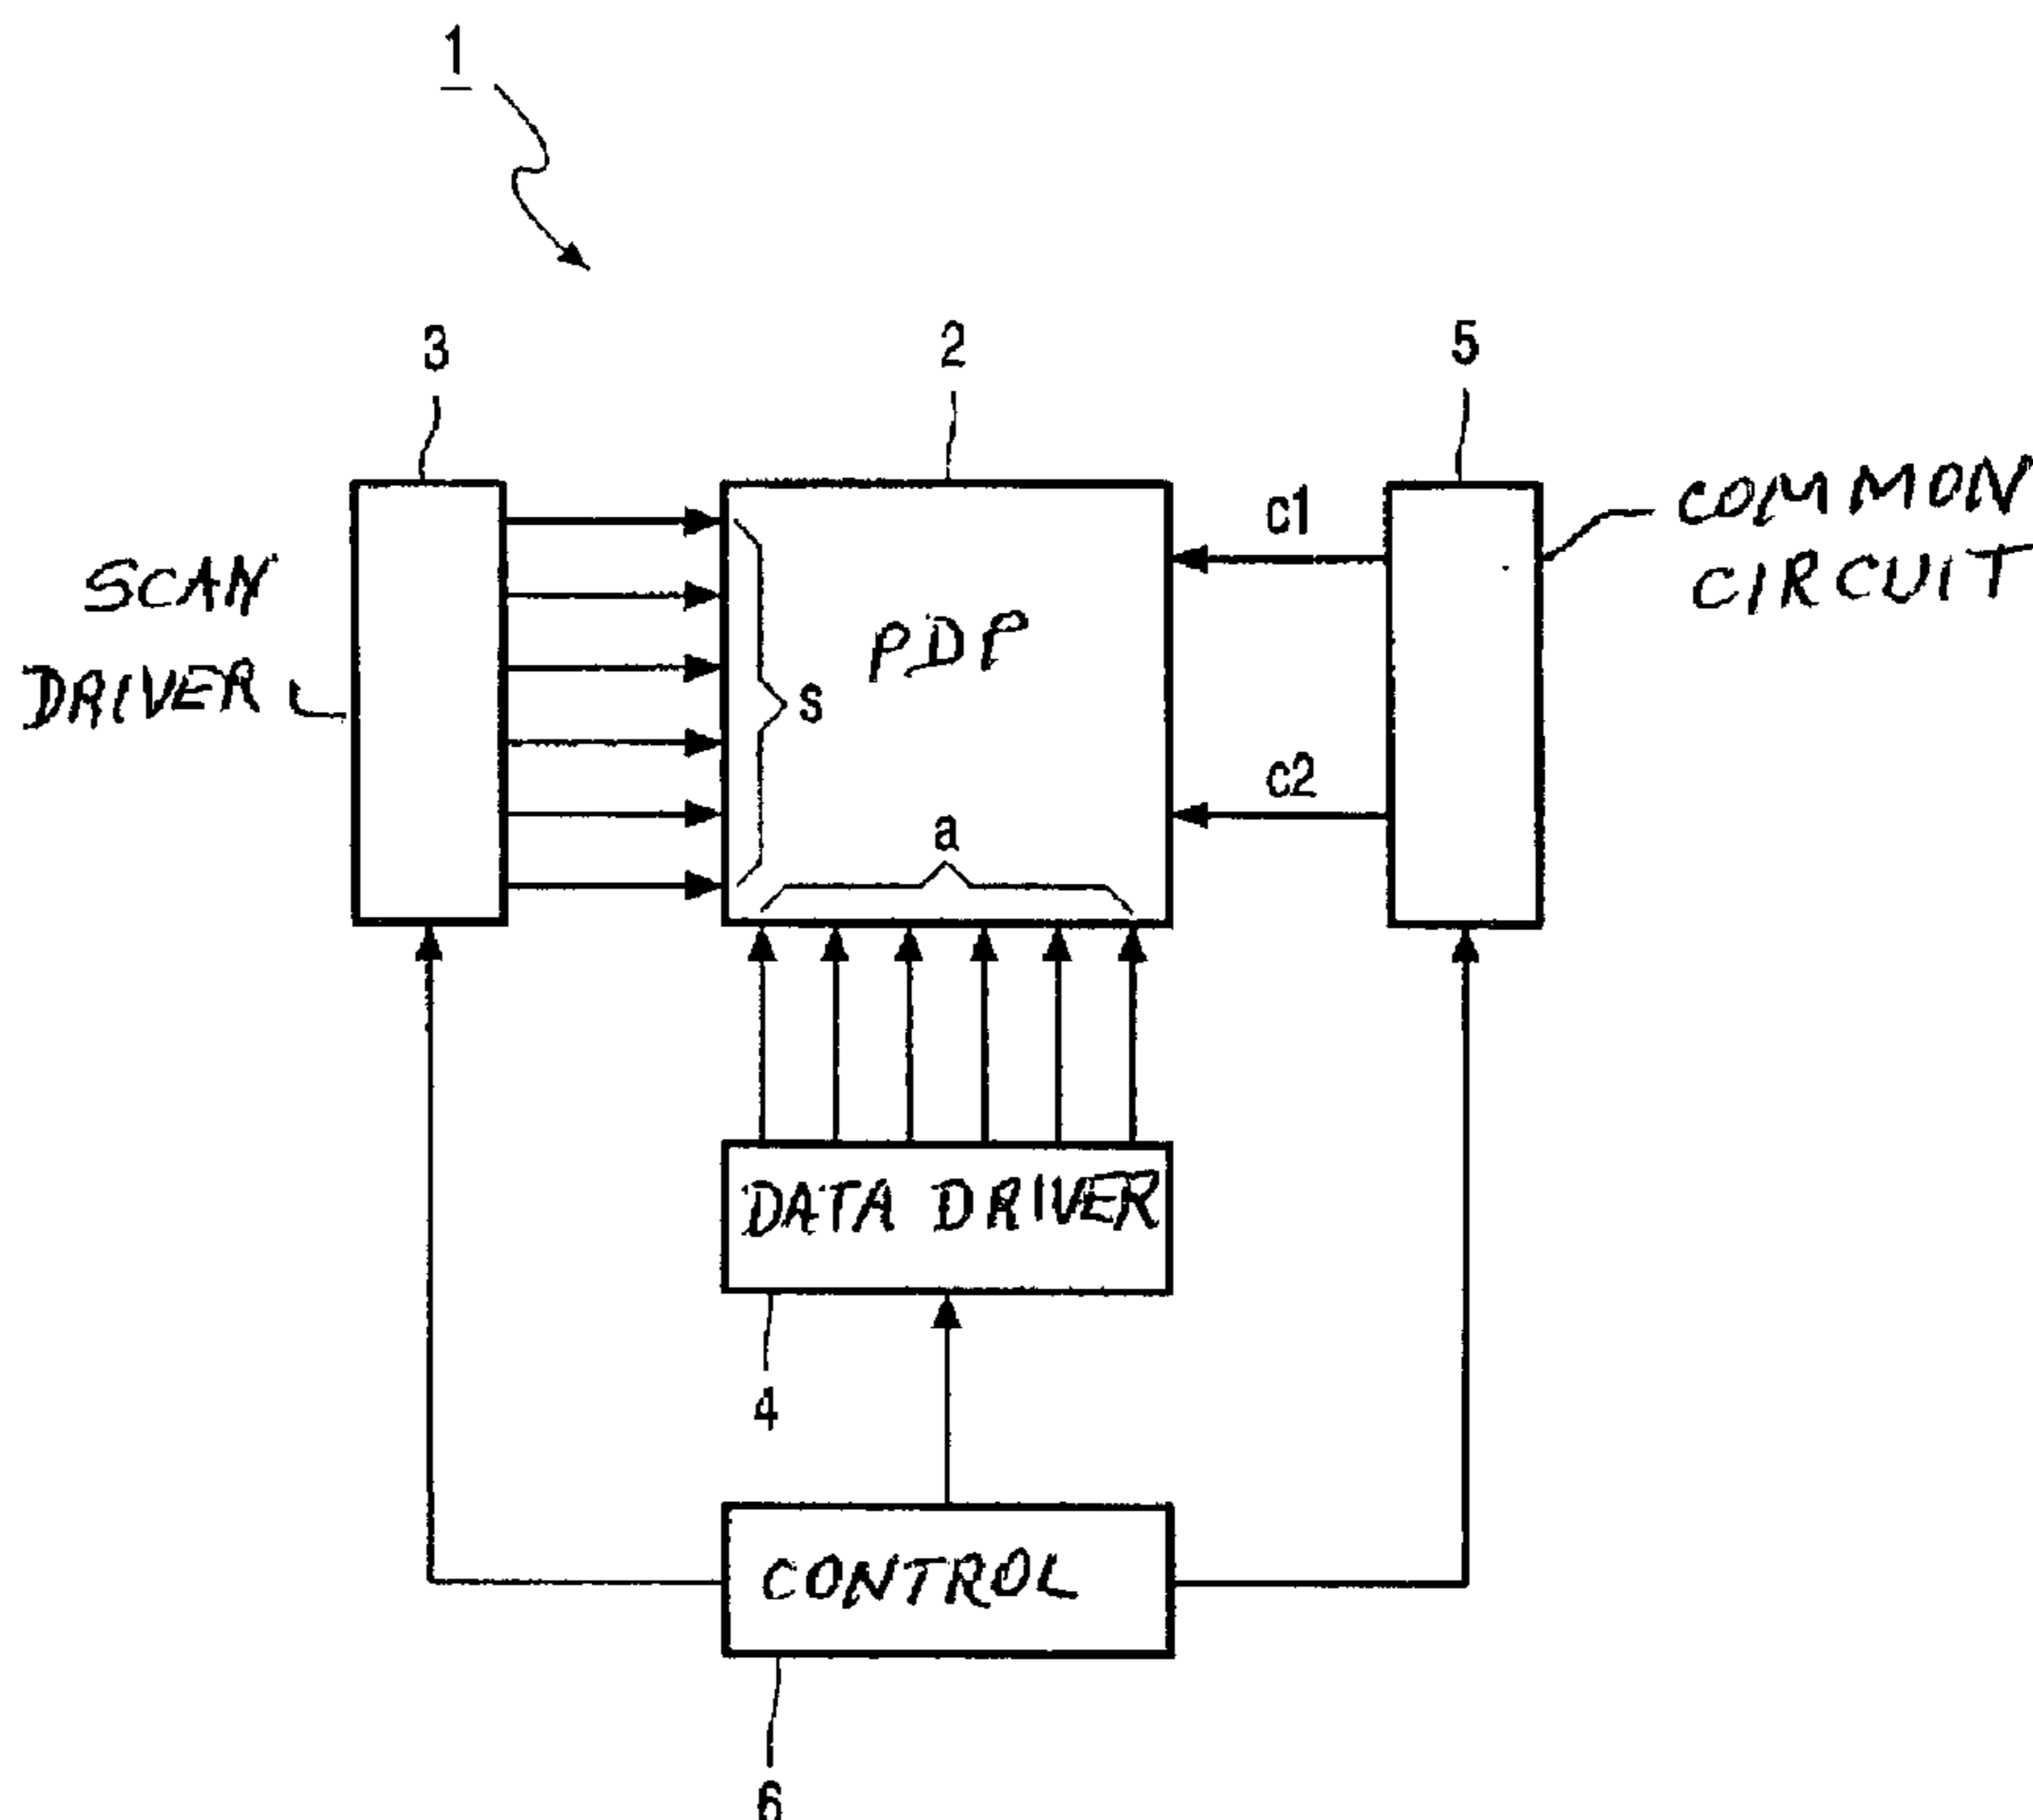 1
3
2
5
COMMON
CIRCUIT
c1
SCAN
DRIVER
PDP
s
c2
a
DATA DRIVER
4
CONTROL
6